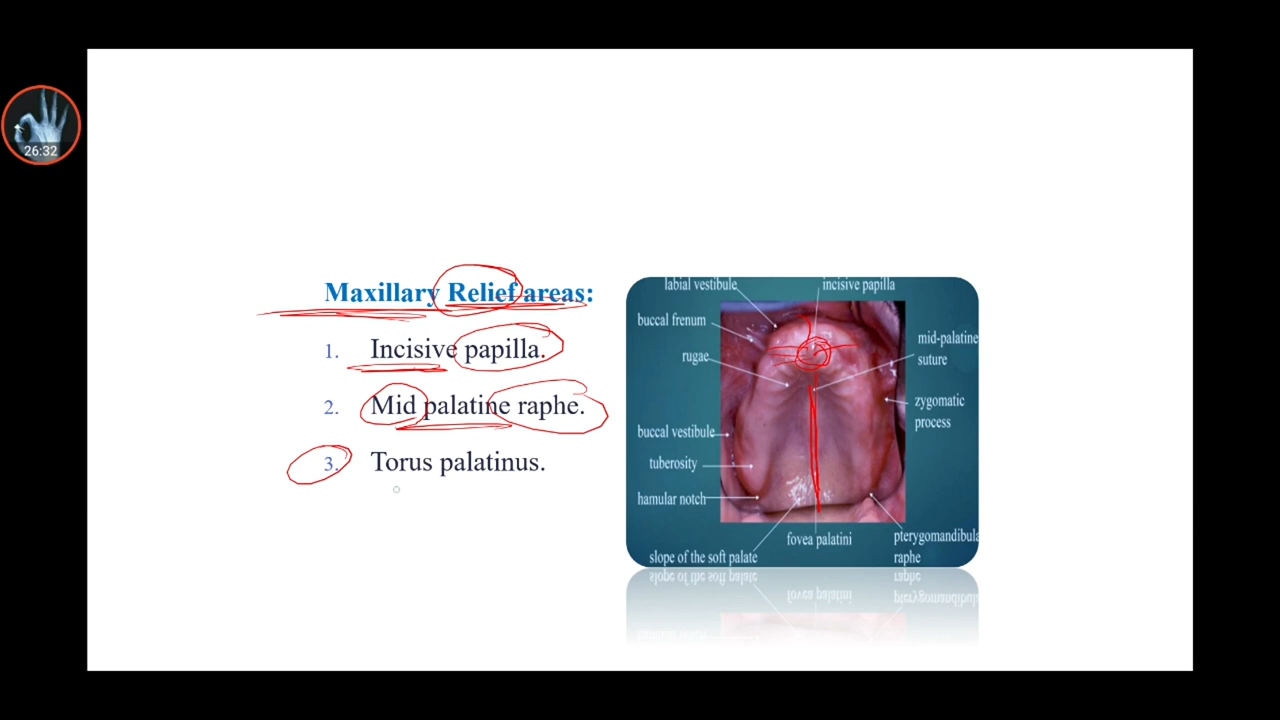 26:32
Maxillary Relief areas:
1. Incisive papilla.
2. Mid palatine raphe.
3. Torus palatinus.
labial vestibule
incisive papilla
buccal frenum
mid-palatine
suture
rugae
zygomatic
process
buccal vestibule
tuberosity
hamular notch
fovea palatini
pterygomandibula
raphe
slope of the soft palate